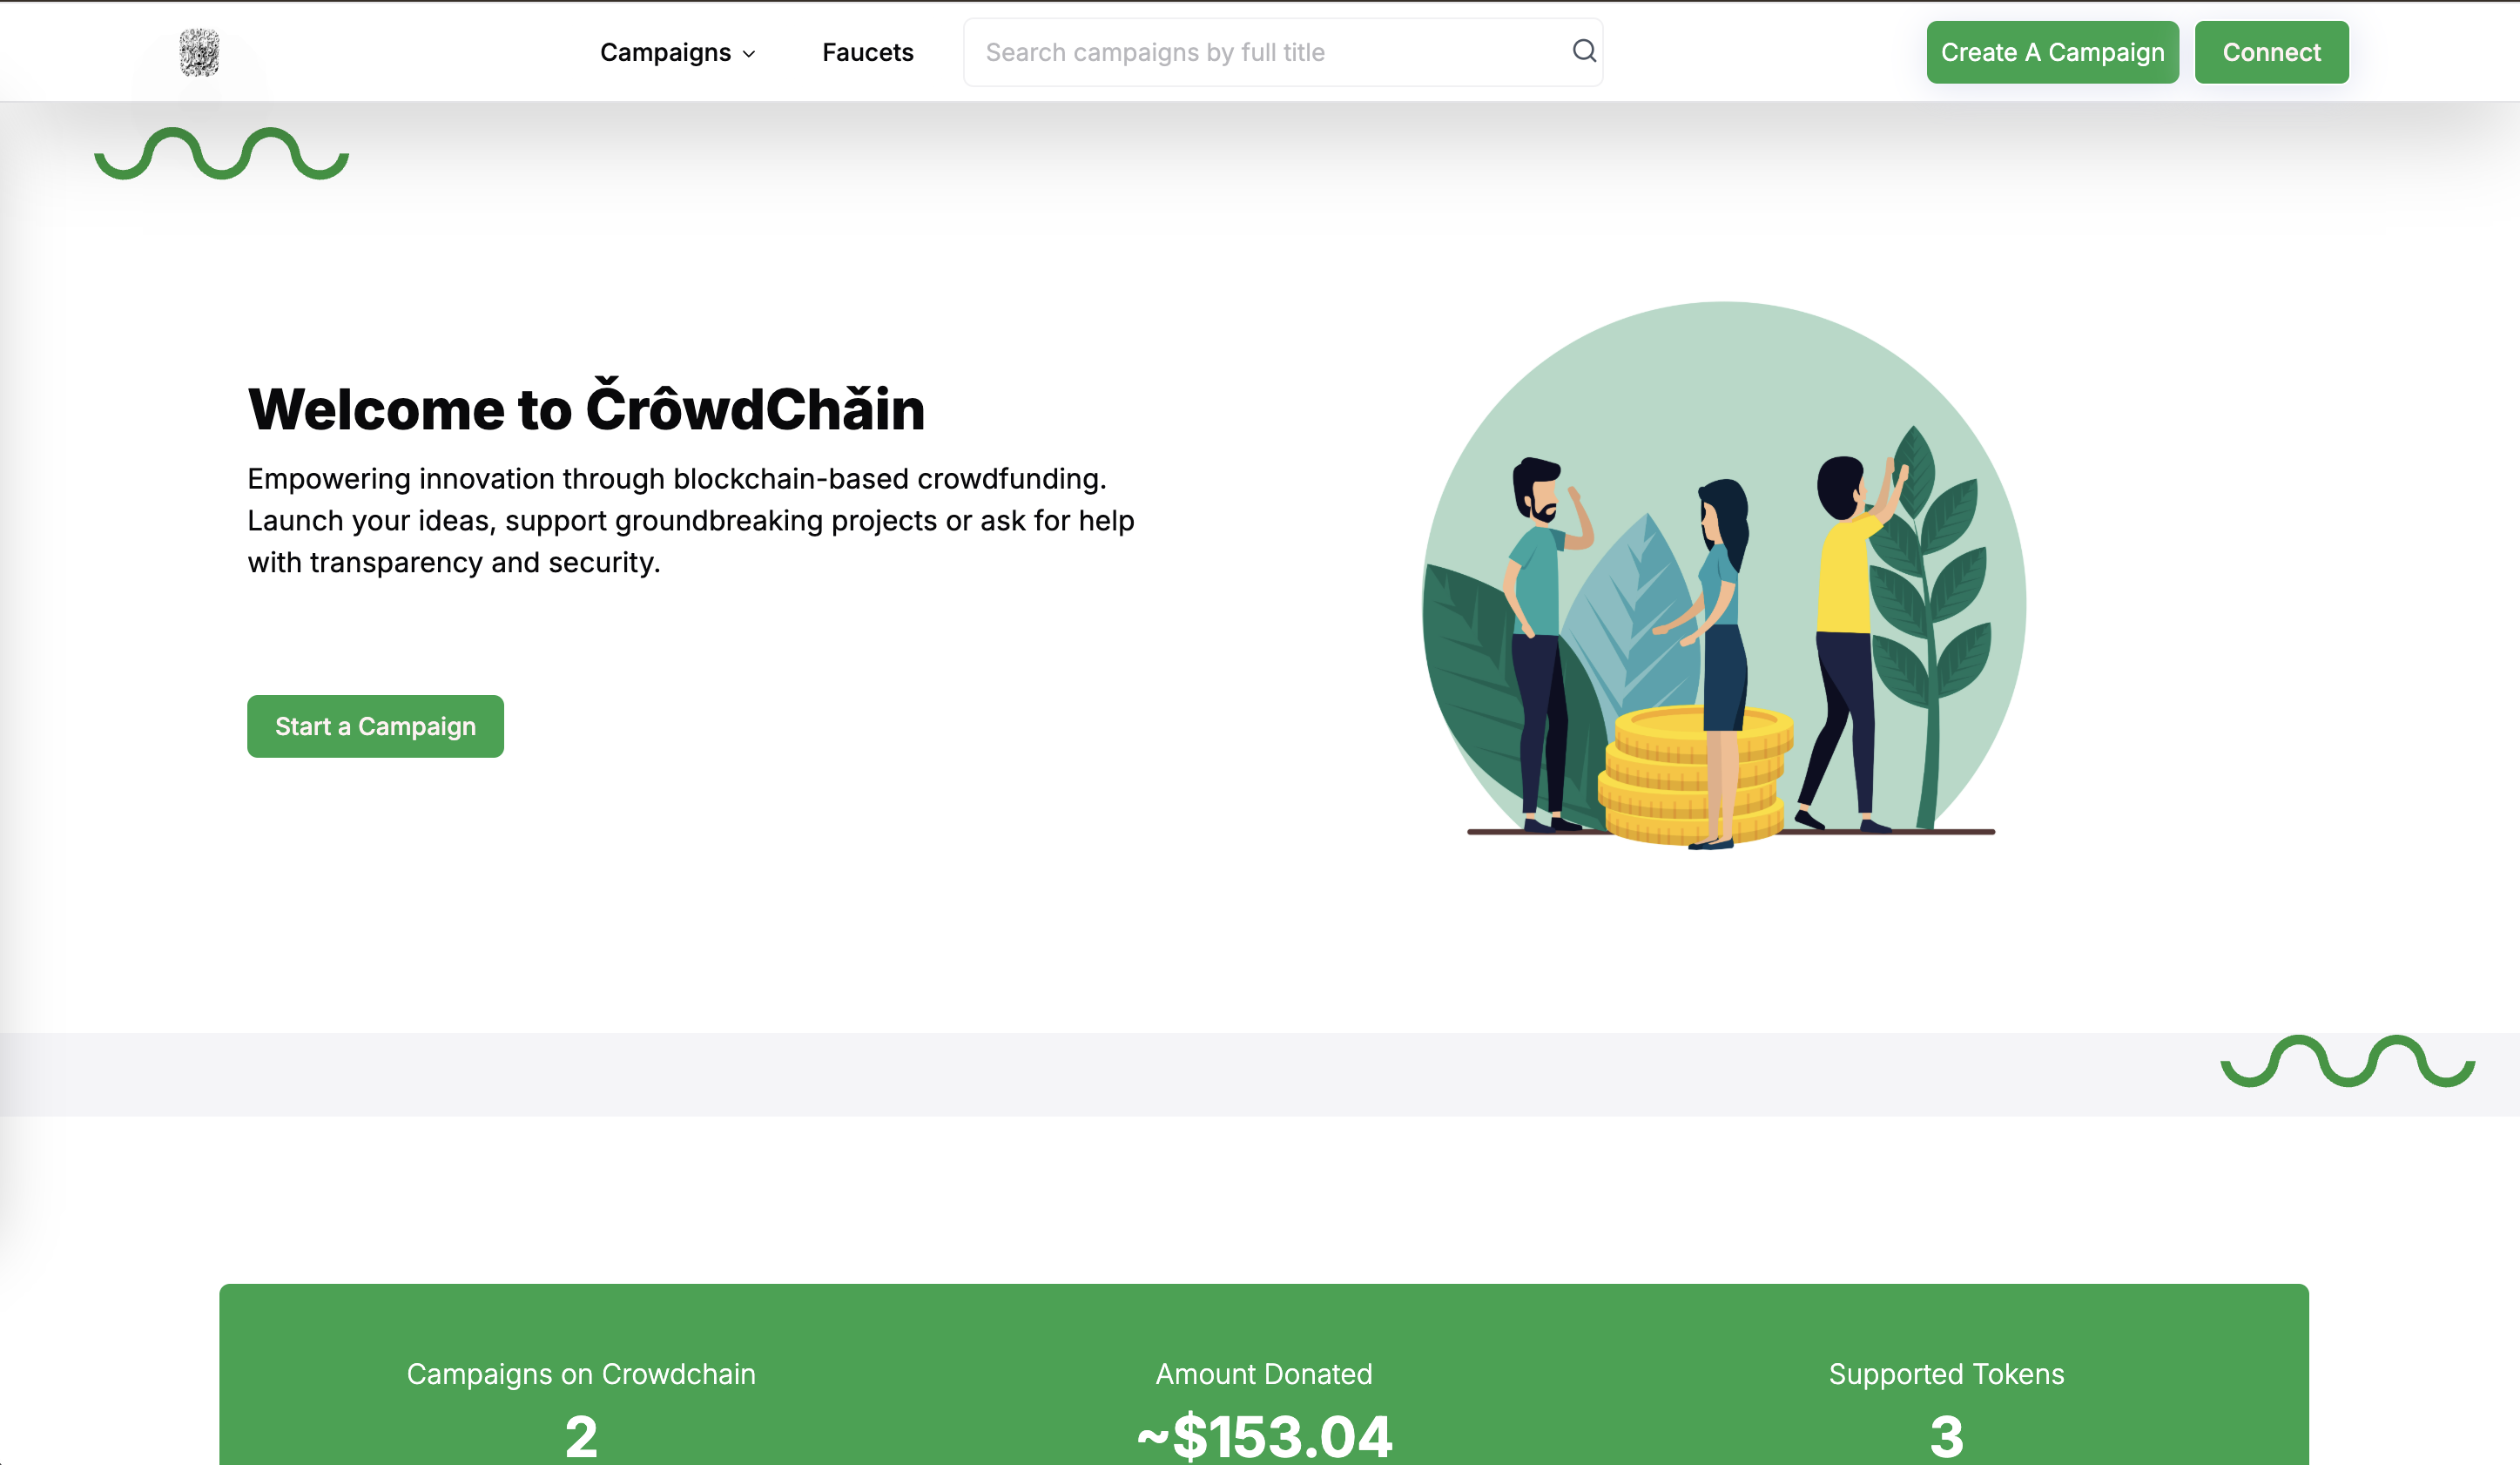 Campaigns
Faucets
Search campaigns by full title
Create A Campaign
Connect
Welcome to ČrôwdChǎin
Empowering innovation through blockchain-based crowdfunding.
Launch your ideas, support groundbreaking projects or ask for help
with transparency and security.
Start a Campaign
Campaigns on Crowdchain
2
Amount Donated
~$153.04
Supported Tokens
3